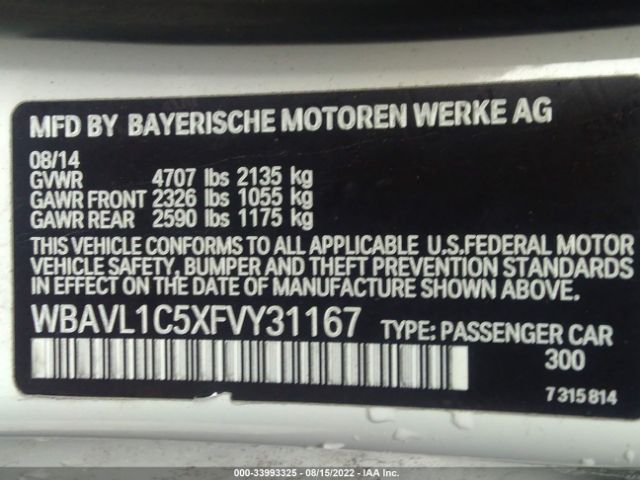 MFD BY BAYERISCHE MOTOREN WERKE AG
08/14
GVWR 4707 lbs 2135 kg
GAWR FRONT 2326 lbs 1055 kg
GAWR REAR 2590 lbs 1175 kg
THIS VEHICLE CONFORMS TO ALL APPLICABLE U.S.FEDERAL MOTOR
VEHICLE SAFETY, BUMPER AND THEFT PREVENTION STANDARDS
IN EFFECT ON THE DATE OF MANUFACTURE SHOWN ABOVE.
WBAVL1C5XFVY31167 TYPE: PASSENGER CAR
300
7315814
000-33993325 - 08/15/2022 - IAA Inc.